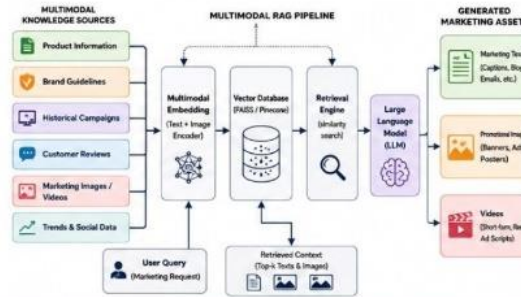 MULTIMODAL
KNOWLEDGE SOURCES
Product Information
Brand Guidelines
Historical Campaigns
Customer Reviews
Marketing Images /
Videos
Trends & Social Data
MULTIMODAL RAG PIPELINE
Multimodal
Embedding
(Text + Image
Encoder)
Vector Database
(FAISS / Pinecone)
Retrieval
Engine
(similarity
search)
Large
Language
Model
(LLM)
User Query
(Marketing Request)
Retrieved Context
(Top-k Texts & Images)
GENERATED
MARKETING ASSET
Marketing Tex
(Captions, Blog
Emails, etc.)
Promotional Imag
(Banners, Ad
Posters)
Videos
(Short-form, Re
Ad Scripts)